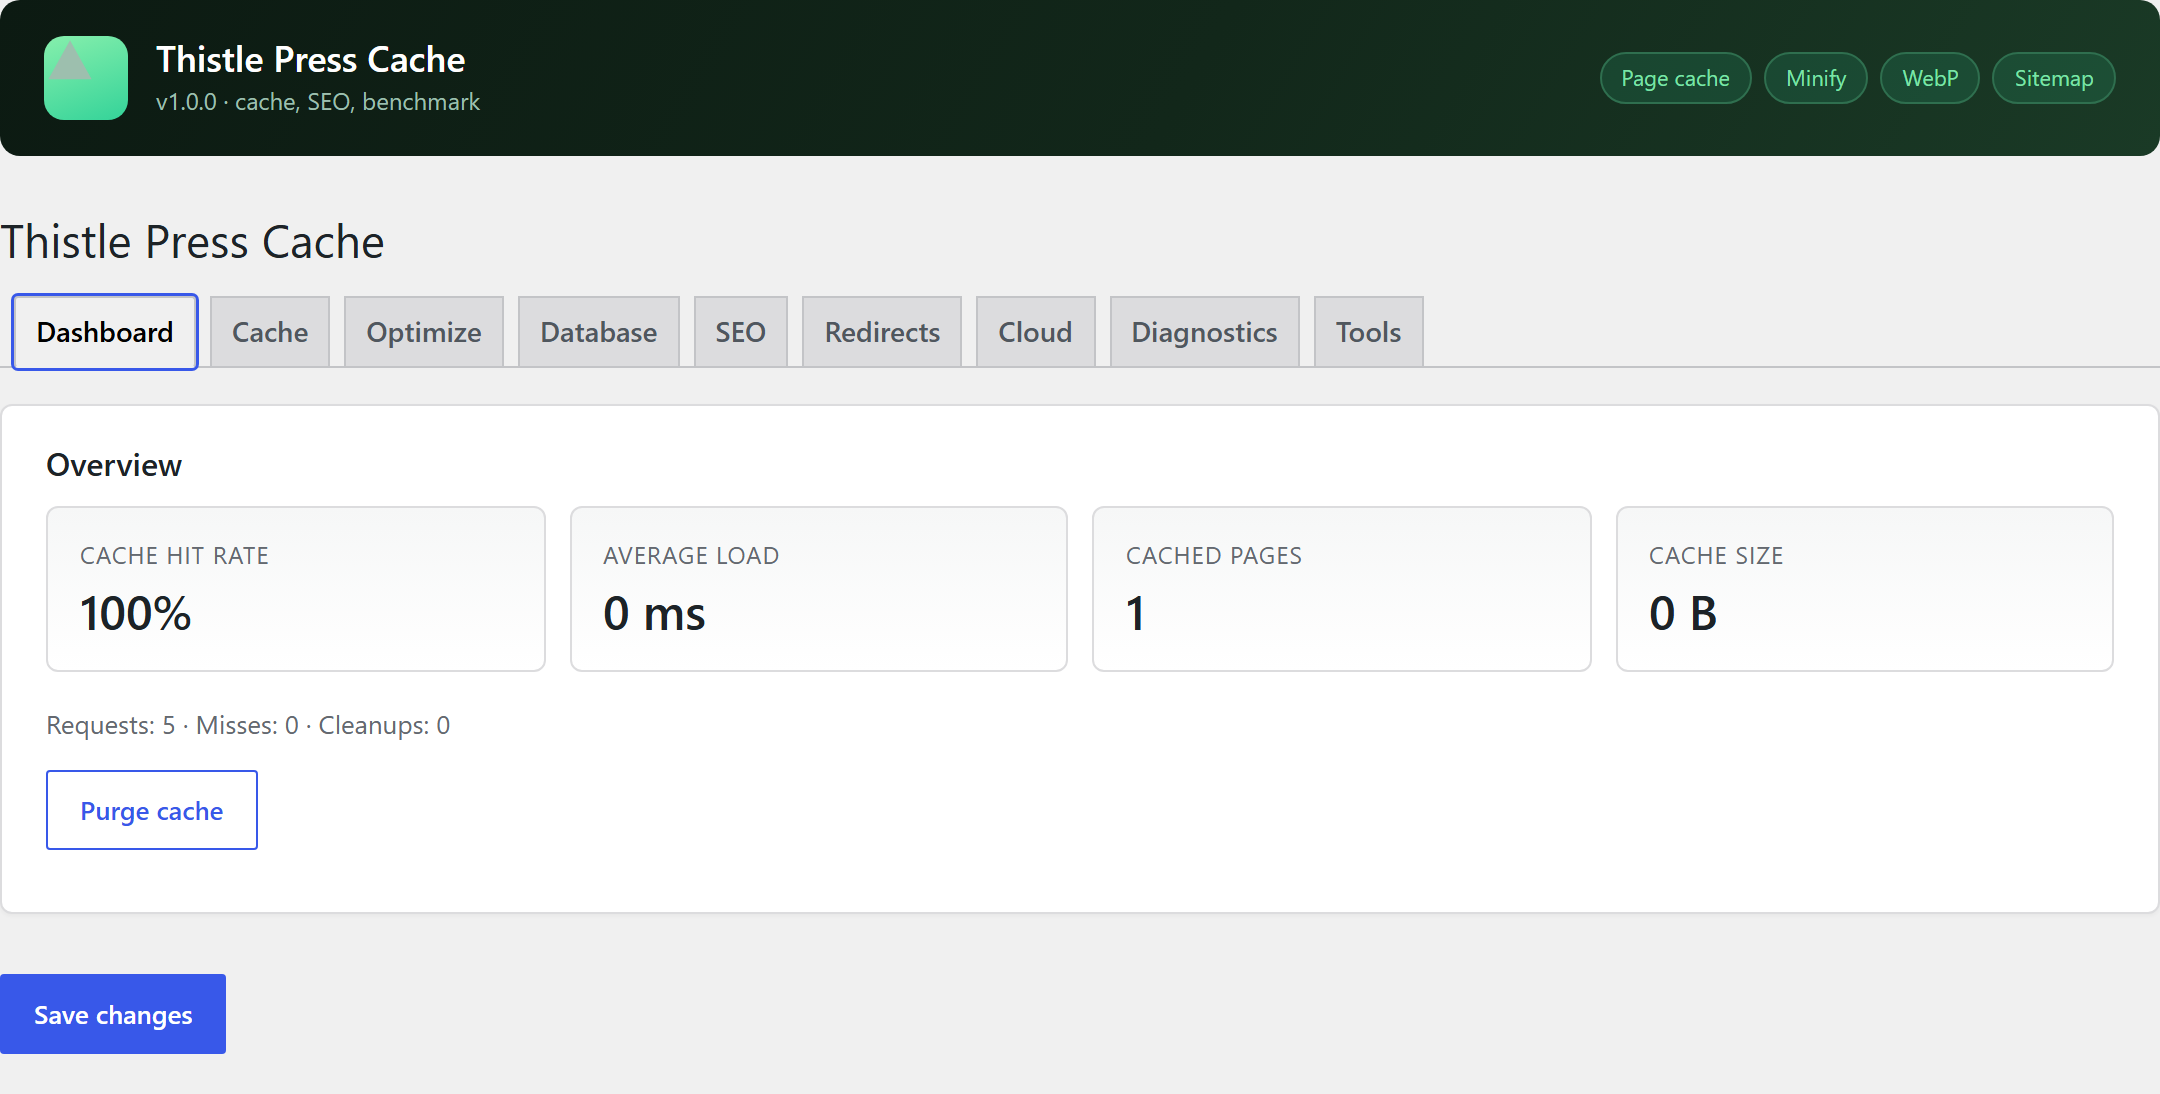 Thistle Press Cache
v1.0.0 · cache, SEO, benchmark
Page cache
Minify
WebP
Sitemap
Thistle Press Cache
Dashboard
Cache
Optimize
Database
SEO
Redirects
Cloud
Diagnostics
Tools
Overview
CACHE HIT RATE
100%
AVERAGE LOAD
0 ms
CACHED PAGES
1
CACHE SIZE
0 B
Requests: 5 · Misses: 0 · Cleanups: 0
Purge cache
Save changes